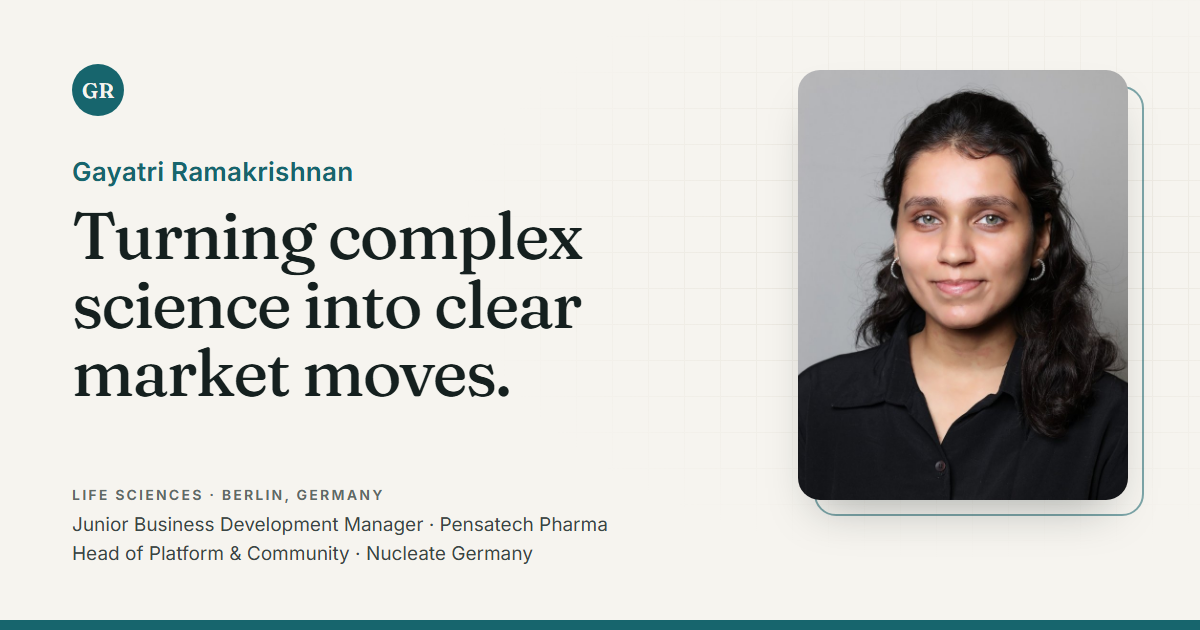 GR
Gayatri Ramakrishnan
Turning complex
science into clear
market moves.
LIFE SCIENCES · BERLIN, GERMANY
Junior Business Development Manager · Pensatech Pharma
Head of Platform & Community · Nucleate Germany